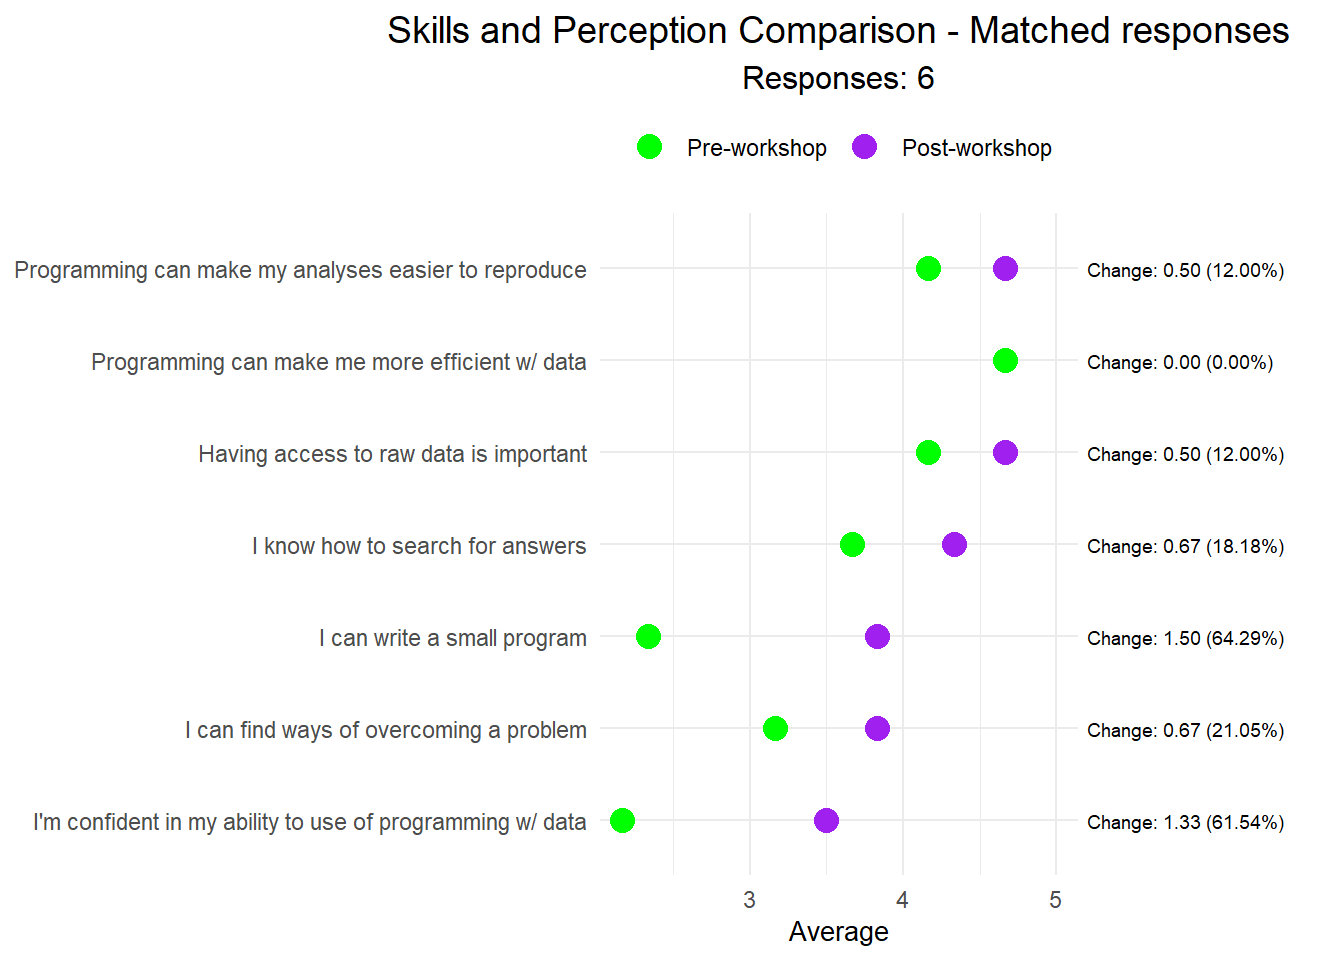 Skills and Perception Comparison - Matched responses
Responses: 6
Pre-workshop Post-workshop
Programming can make my analyses easier to reproduce Change: 0.50 (12.00%)
Programming can make me more efficient w/ data Change: 0.00 (0.00%)
Having access to raw data is important Change: 0.50 (12.00%)
I know how to search for answers Change: 0.67 (18.18%)
I can write a small program Change: 1.50 (64.29%)
I can find ways of overcoming a problem Change: 0.67 (21.05%)
I'm confident in my ability to use of programming w/ data Change: 1.33 (61.54%)
3 4 5
Average